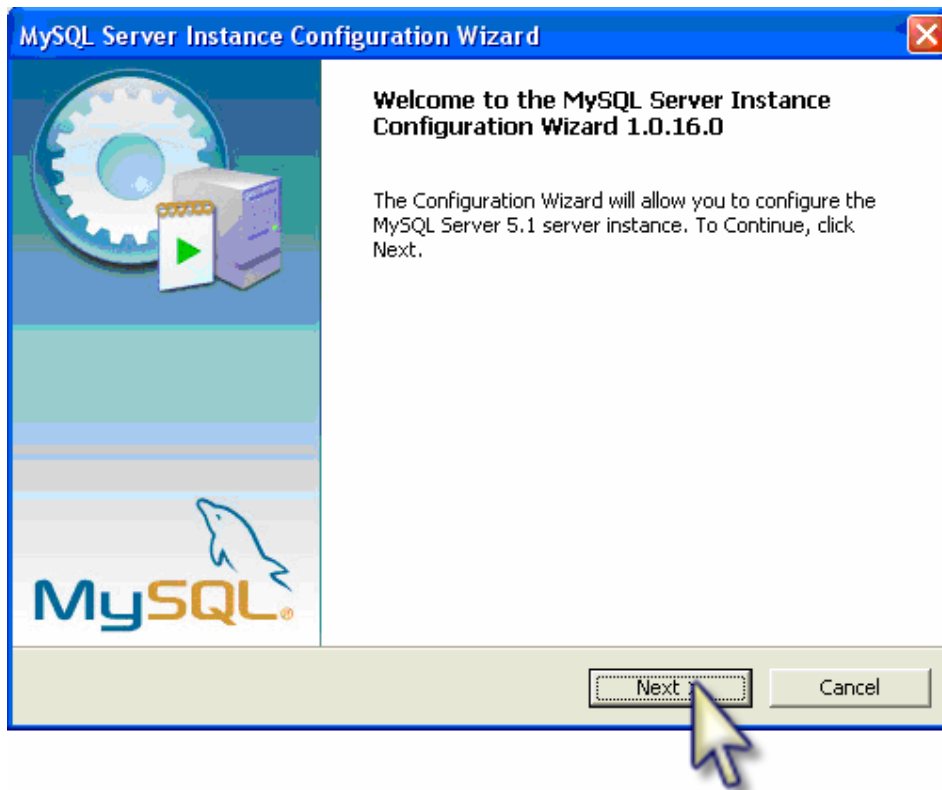 MySQL Server Instance Configuration Wizard
Welcome to the MySQL Server Instance
Configuration Wizard 1.0.16.0
The Configuration Wizard will allow you to configure the
MySQL Server 5.1 server instance. To Continue, click
Next.
MySQL®
Next >
Cancel